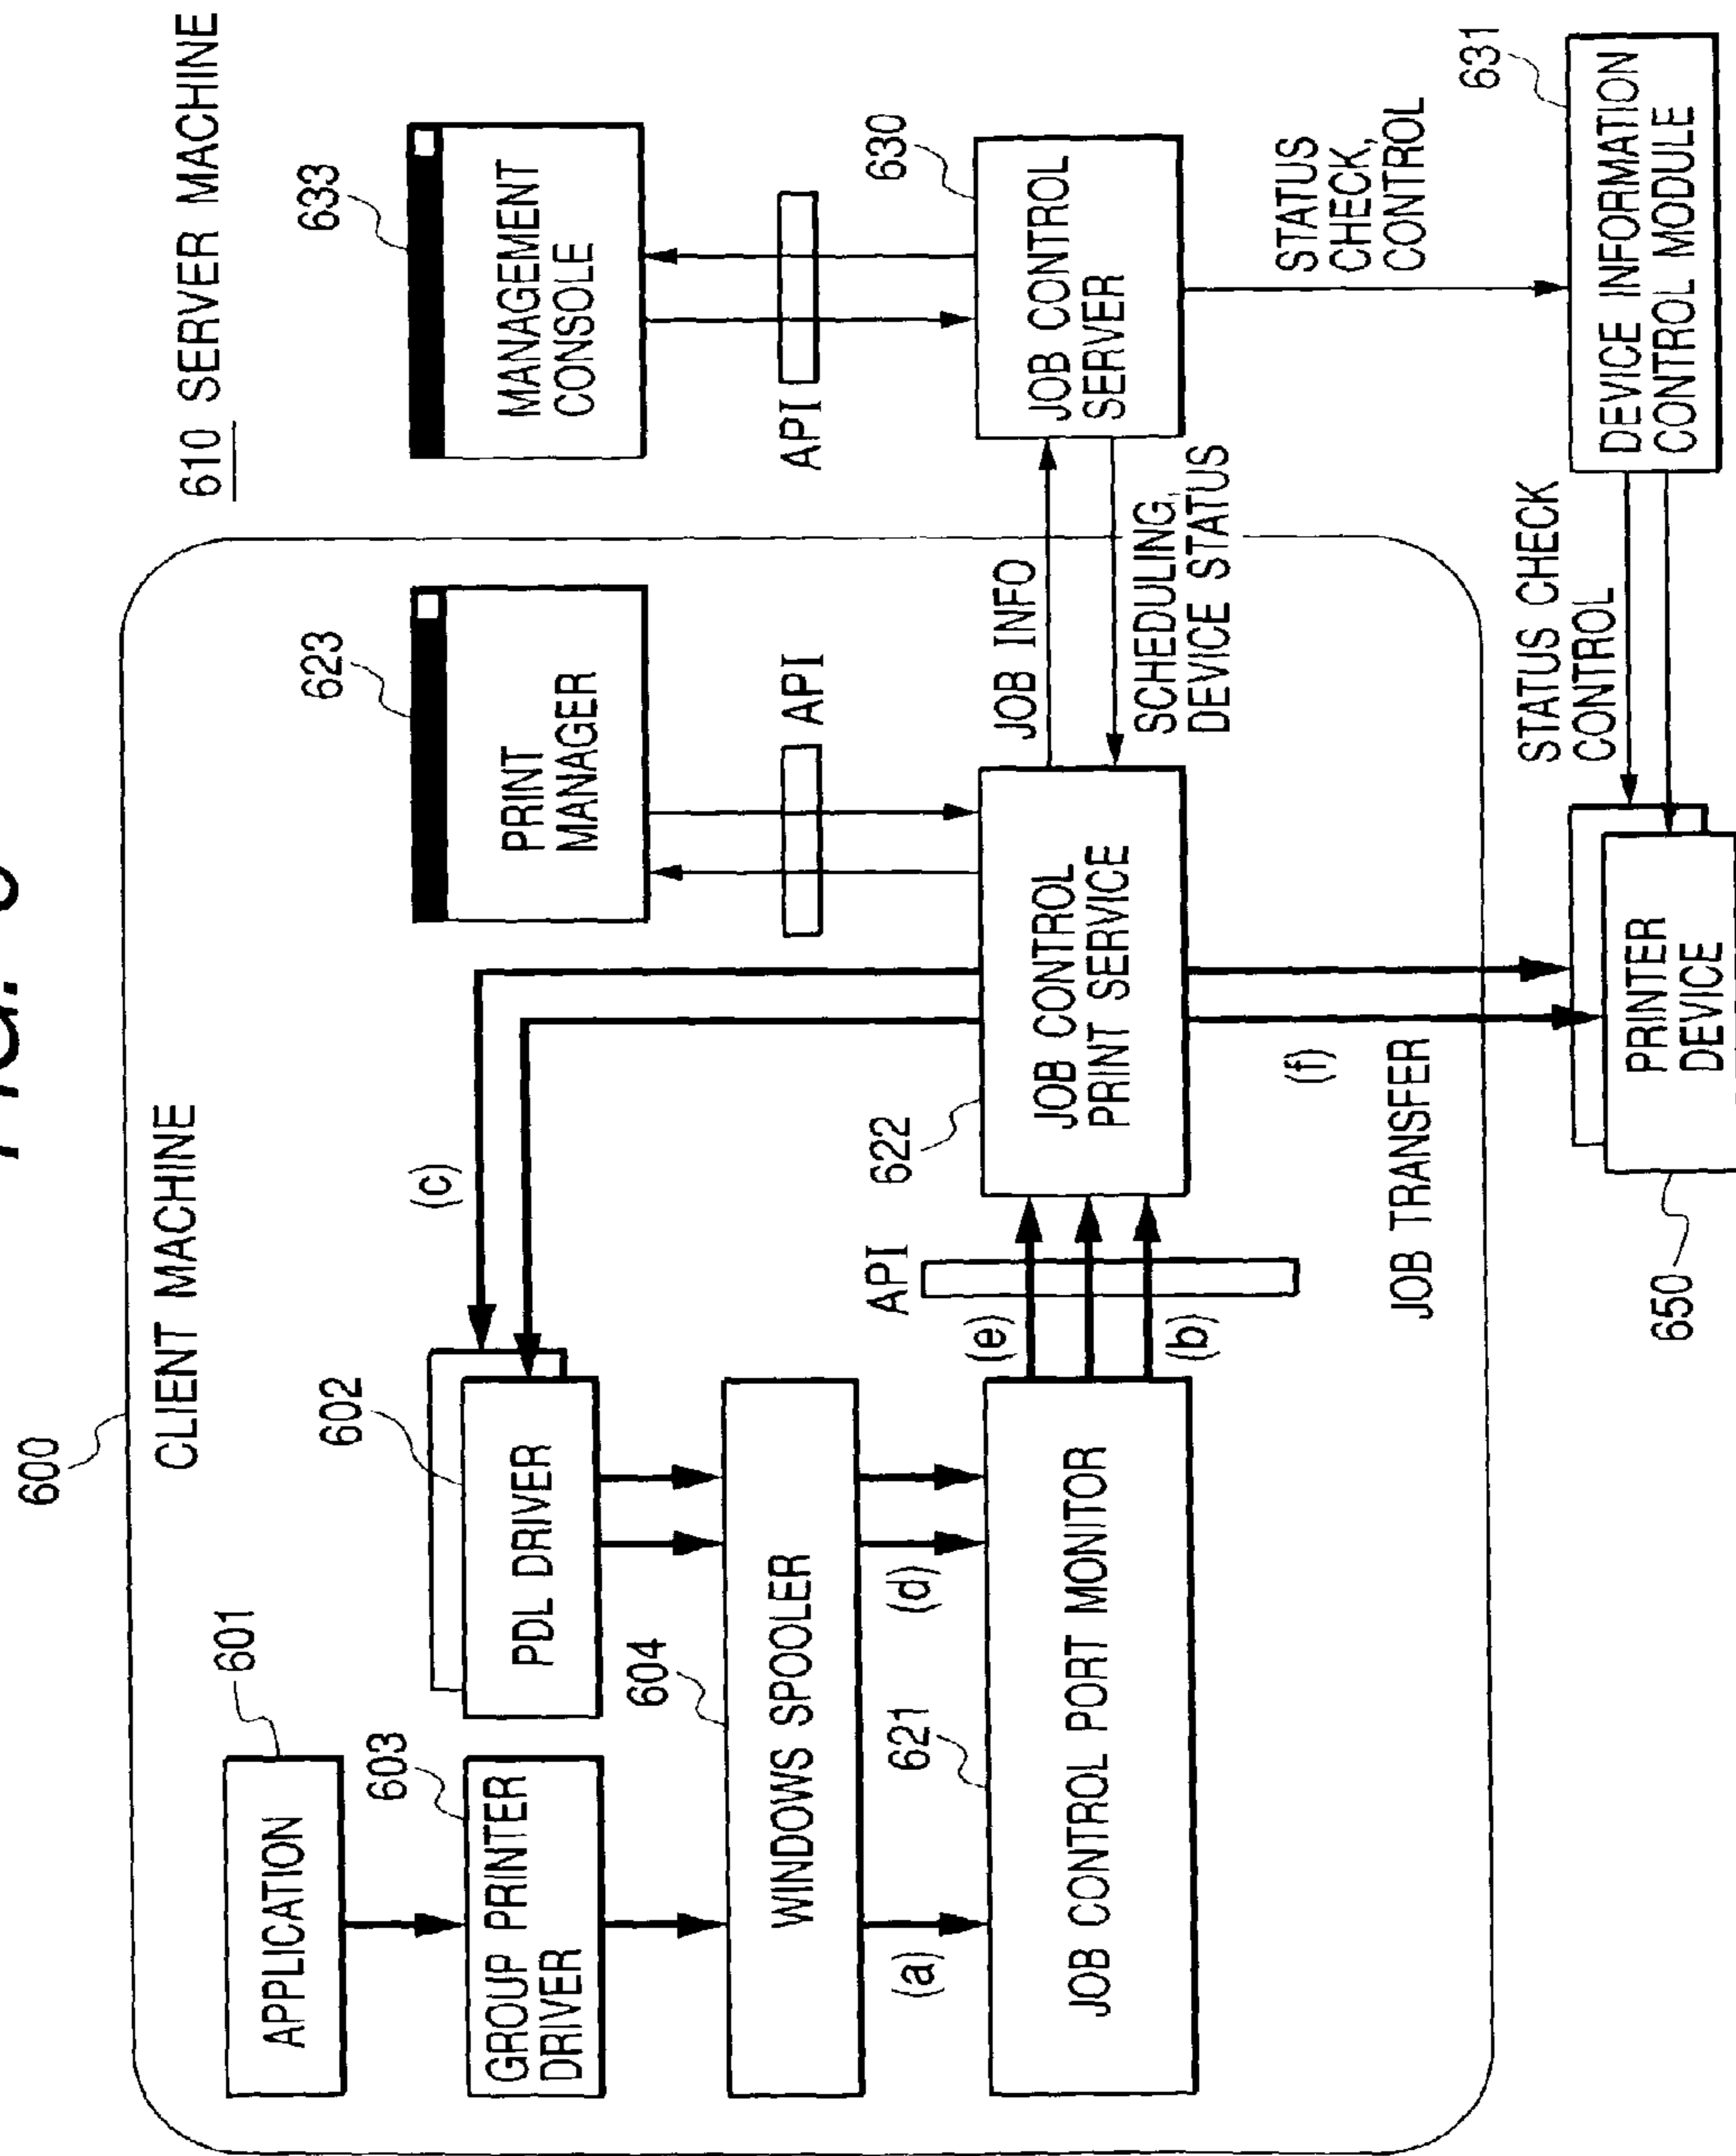 600
CLIENT MACHINE
610 SERVER MACHINE
601
APPLICATION
603
GROUP PRINTER
DRIVER
602
PDL DRIVER
(c)
623
PRINT
MANAGER
633
MANAGEMENT
CONSOLE
604
WINDOWS SPOOLER
API
API
(a)
(d)
621
JOB CONTROL PORT MONITOR
API
(e)
(b)
622
JOB CONTROL
PRINT SERVICE
JOB INFO
SCHEDULING,
DEVICE STATUS
630
JOB CONTROL
SERVER
(f)
JOB TRANSFER
STATUS
CHECK,
CONTROL
650
PRINTER
DEVICE
STATUS CHECK
CONTROL
631
DEVICE INFORMATION
CONTROL MODULE